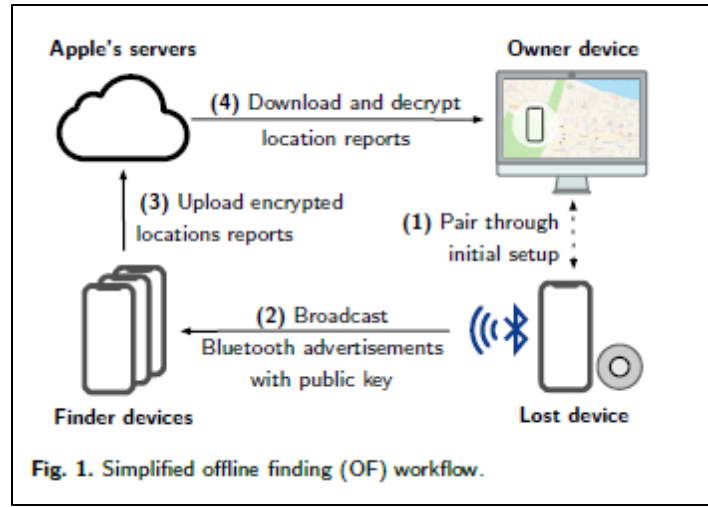 Apple's servers
Owner device
(4) Download and decrypt
location reports
(3) Upload encrypted
locations reports
(1) Pair through
initial setup
(2) Broadcast
Bluetooth advertisements
with public key
Finder devices
Lost device
Fig. 1. Simplified offline finding (OF) workflow.